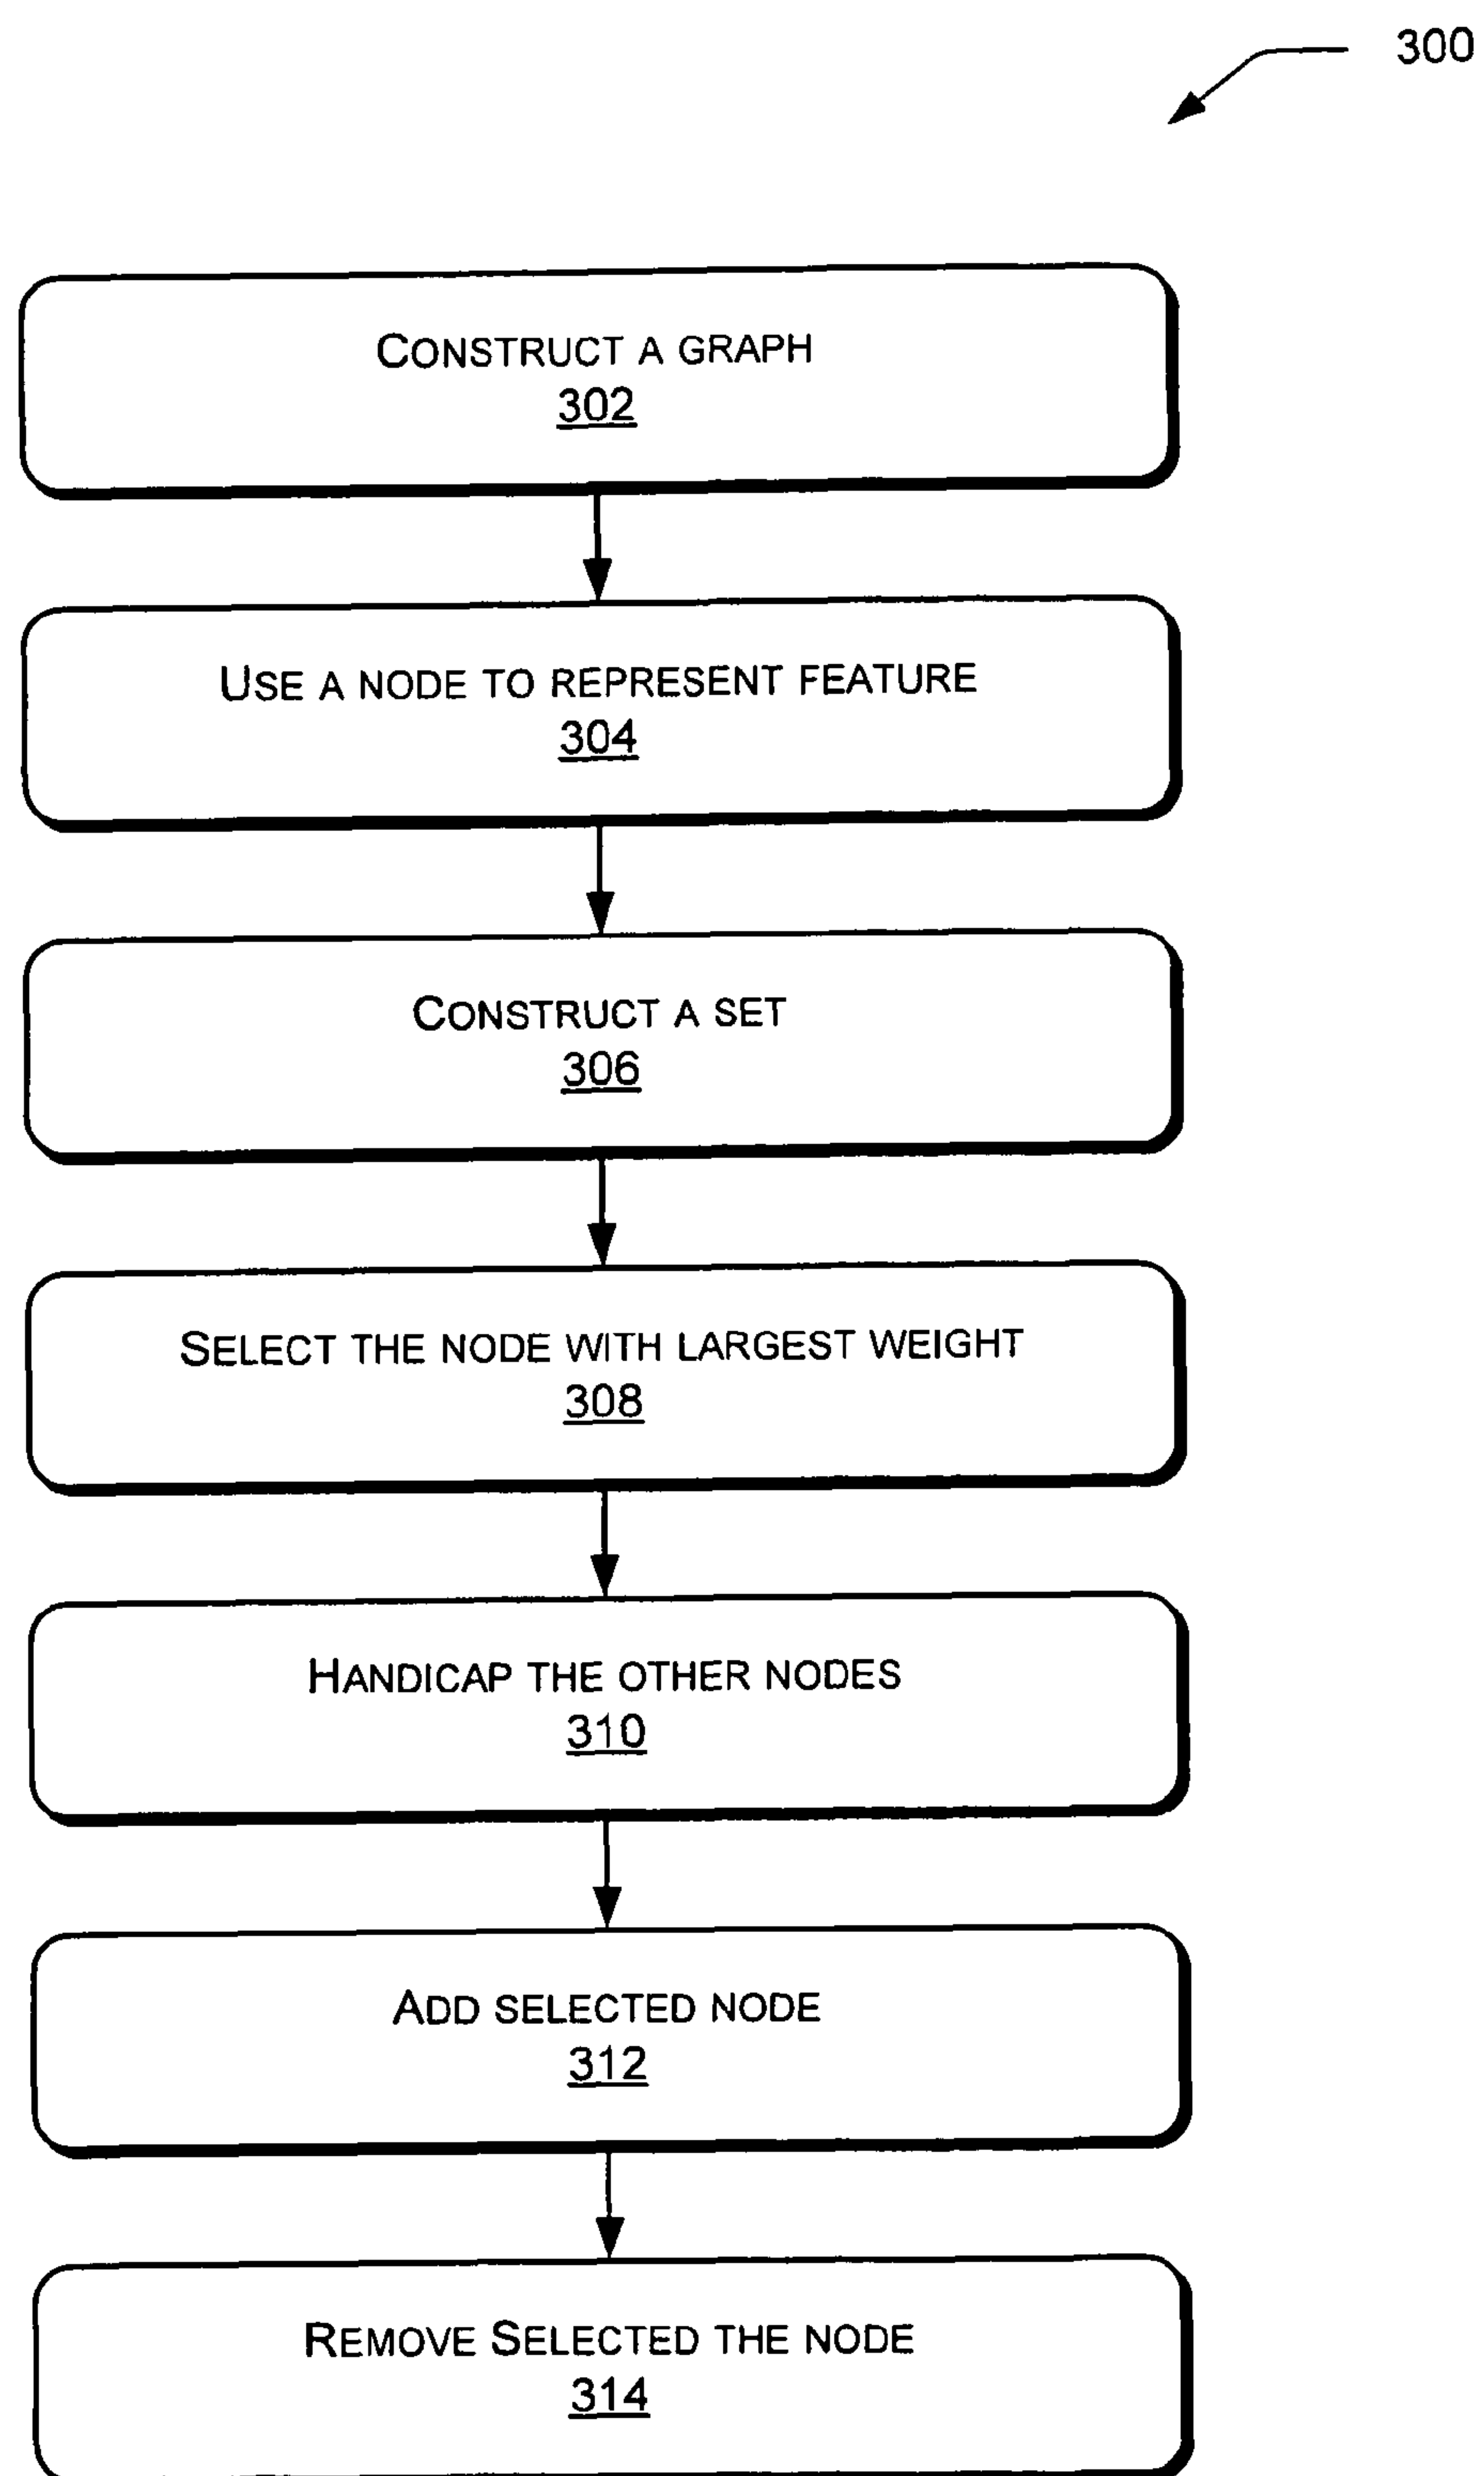 300
CONSTRUCT A GRAPH
302
USE A NODE TO REPRESENT FEATURE
304
CONSTRUCT A SET
306
SELECT THE NODE WITH LARGEST WEIGHT
308
HANDICAP THE OTHER NODES
310
ADD SELECTED NODE
312
REMOVE SELECTED THE NODE
314